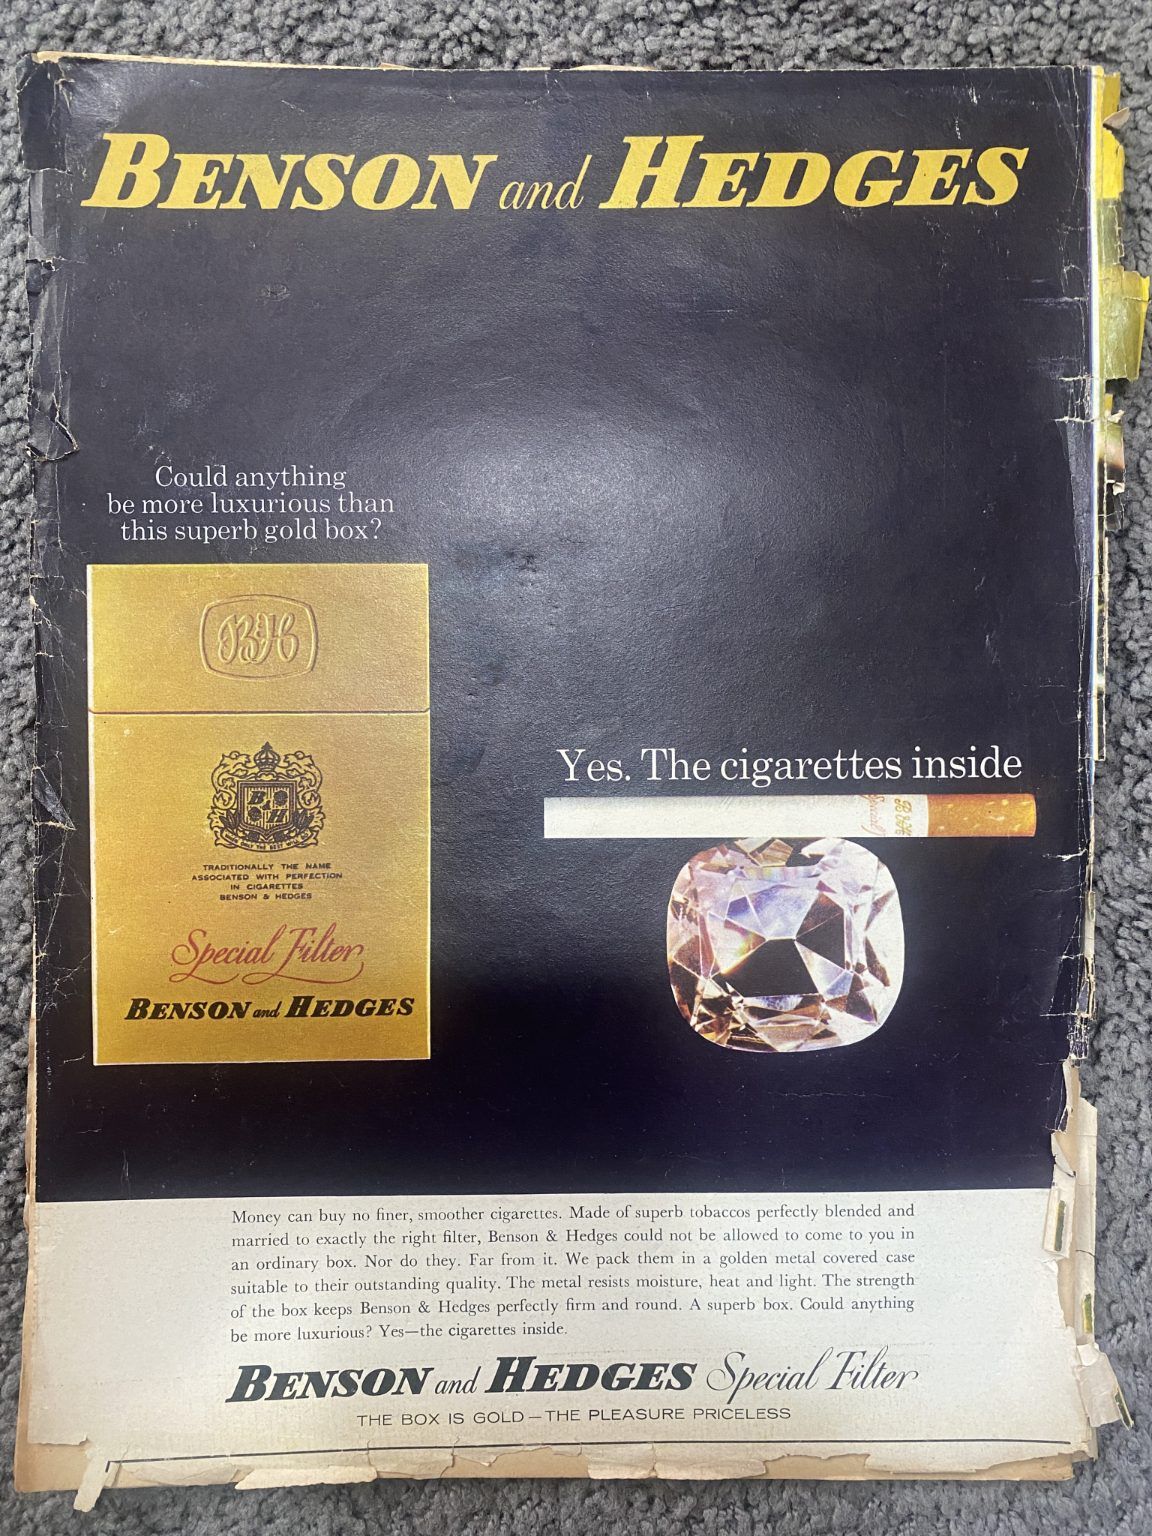 BENSON and HEDGES
Could anything
be more luxurious than
this superb gold box?
B&H
TRADITIONALLY THE NAME
ASSOCIATED WITH PERFECTION
IN CIGARETTES
BENSON & HEDGES
Special Filter
BENSON and HEDGES
Yes. The cigarettes inside
Special
B&H
Money can buy no finer, smoother cigarettes. Made of superb tobaccos perfectly blended and
married to exactly the right filter, Benson & Hedges could not be allowed to come to you in
an ordinary box. Nor do they. Far from it. We pack them in a golden metal covered case
suitable to their outstanding quality. The metal resists moisture, heat and light. The strength
of the box keeps Benson & Hedges perfectly firm and round. A superb box. Could anything
be more luxurious? Yes—the cigarettes inside.
BENSON and HEDGES Special Filter
THE BOX IS GOLD—THE PLEASURE PRICELESS